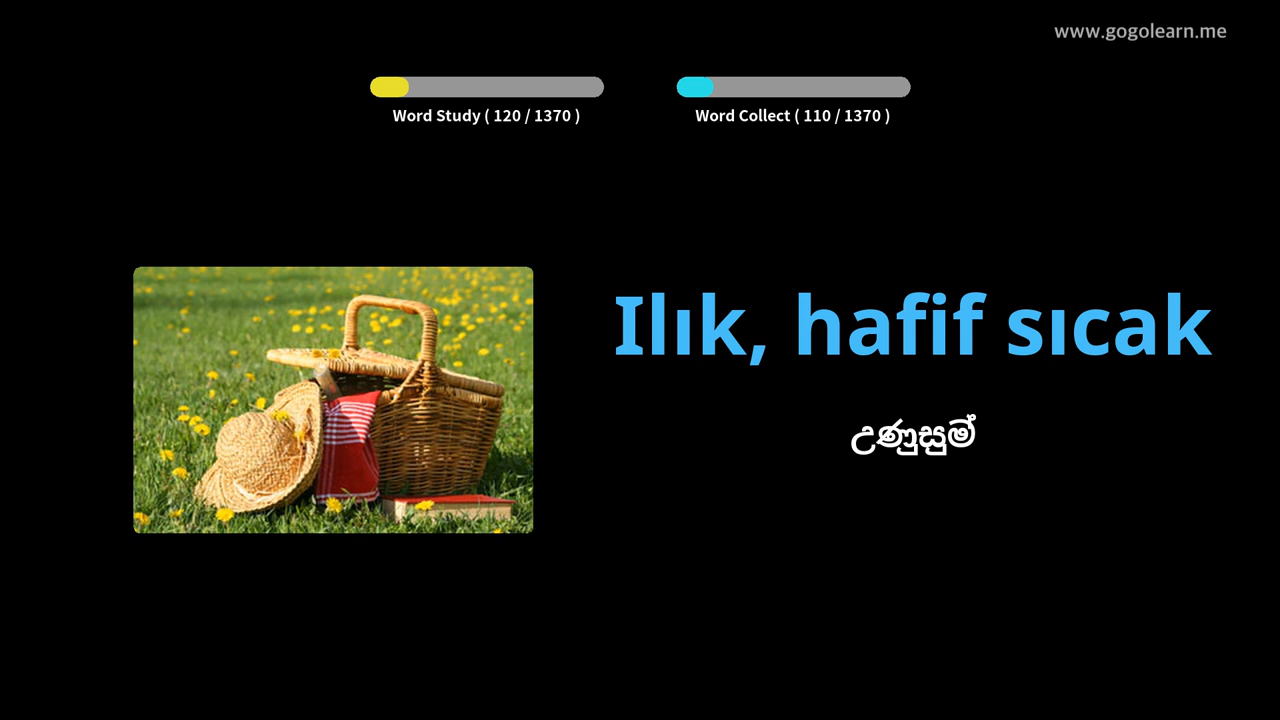 www.gogolearn.me
Word Study ( 120 / 1370 )
Word Collect ( 110 / 1370 )
Ilık, hafif sıcak
උණුසුම්